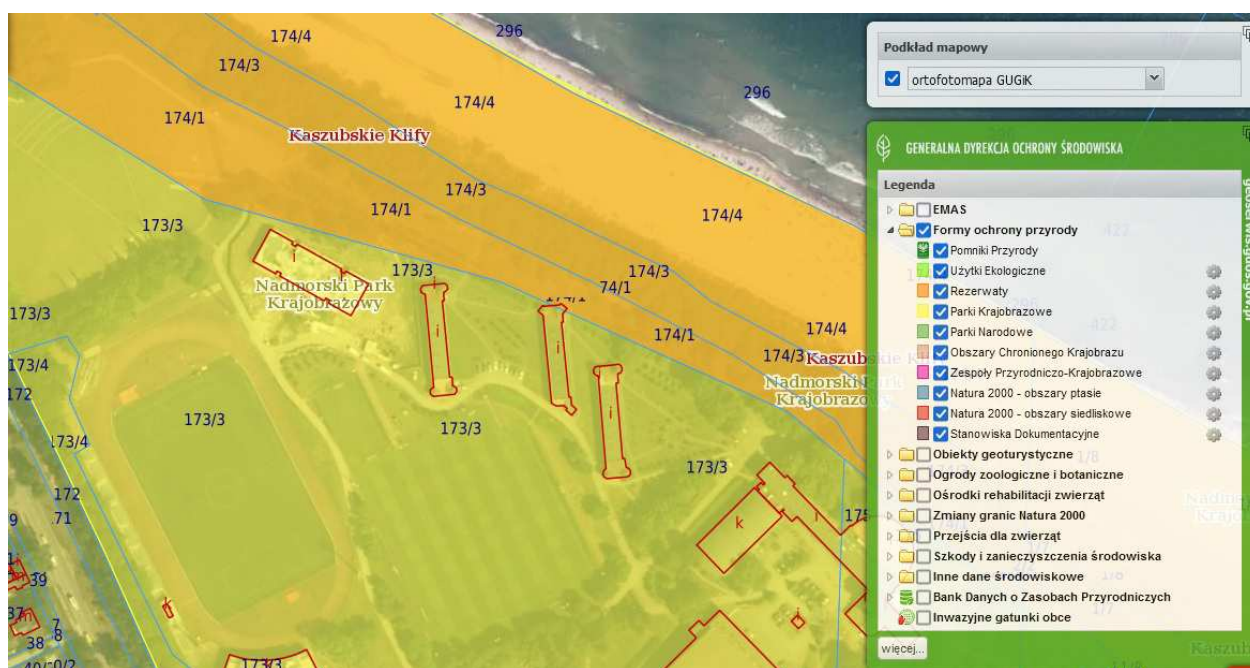 174/4
296
174/3
174/4
296
174/1
Kaszubskie Klify
174/3
174/1
174/4
173/3
173/3
174/3
Nadmorski Park
Krajobrazowy
74/1
173/3
174/1
174/4
174/3
Kaszubskie Kl
173/4
Nadmorski Park
Krajobrazowy
172
173/3
173/3
173/4
173/3
172
71
175
39
37
38
173/3
i
i
i
i
k
l
i
k
m
Podkład mapowy
ortofotomapa GUGiK
GENERALNA DYREKCJA OCHRONY ŚRODOWISKA
Legenda
EMAS
Formy ochrony przyrody
Pomniki Przyrody
Użytki Ekologiczne
Rezerwaty
Parki Krajobrazowe
Parki Narodowe
Obszary Chronionego Krajobrazu
Zespoły Przyrodniczo-Krajobrazowe
Natura 2000 - obszary ptasie
Natura 2000 - obszary siedliskowe
Stanowiska Dokumentacyjne
Obiekty geoturystyczne
Ogrody zoologiczne i botaniczne
Ośrodki rehabilitacji zwierząt
Zmiany granic Natura 2000
Przejścia dla zwierząt
Szkody i zanieczyszczenia środowiska
Inne dane środowiskowe
Bank Danych o Zasobach Przyrodniczych
Inwazyjne gatunki obce
więcej...